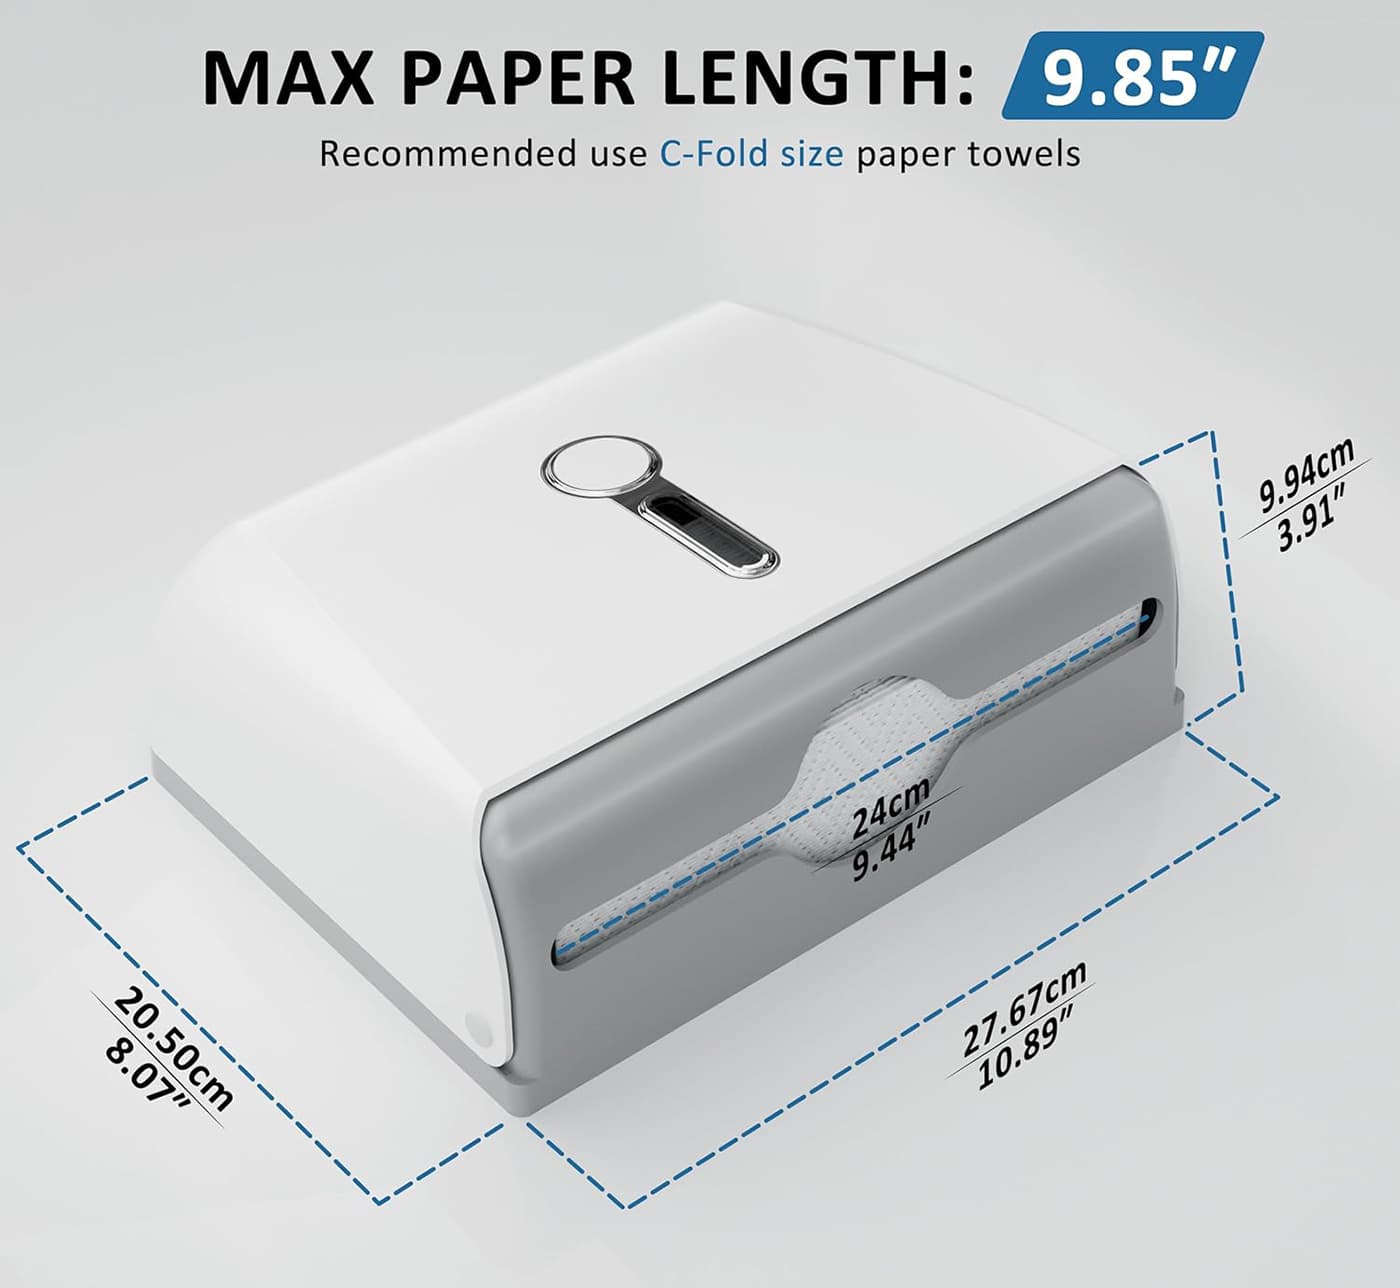 MAX PAPER LENGTH: 9.85″
Recommended use C-Fold size paper towels
9.94cm
3.91″
24cm
9.44″
27.67cm
10.89″
20.50cm
8.07″